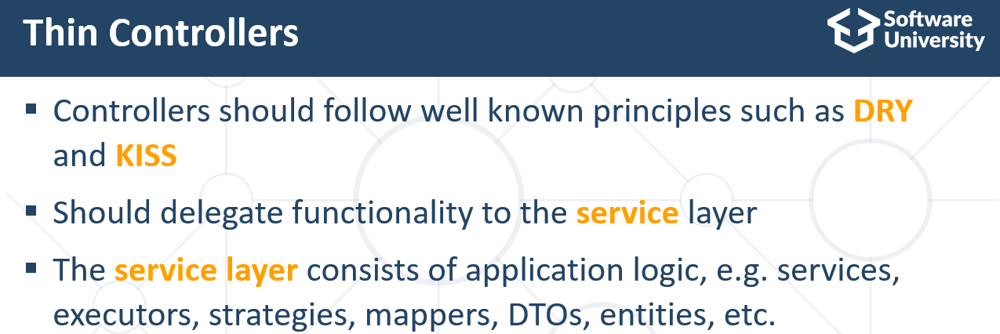 Thin Controllers
Software
University
▪ Controllers should follow well known principles such as DRY
and KISS
▪ Should delegate functionality to the service layer
▪ The service layer consists of application logic, e.g. services,
executors, strategies, mappers, DTOs, entities, etc.